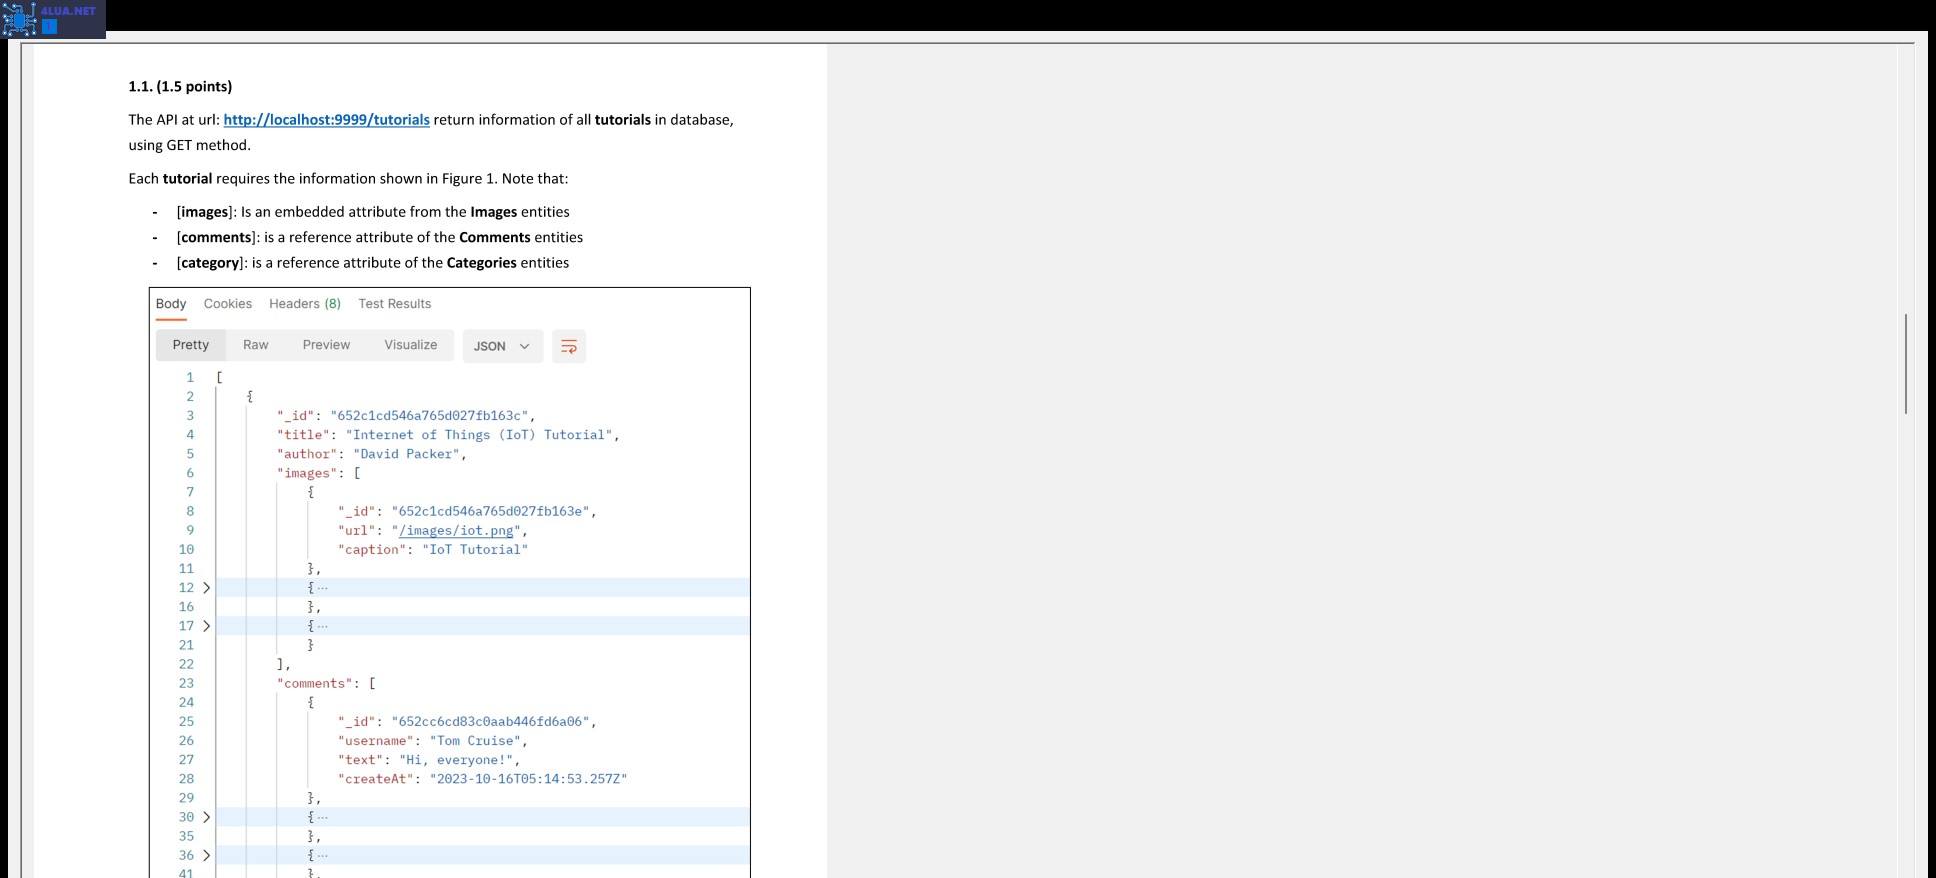 4LUA.NET
1.1. (1.5 points)
The API at url: http://localhost:9999/tutorials return information of all tutorials in database,
using GET method.
Each tutorial requires the information shown in Figure 1. Note that:
- [images]: Is an embedded attribute from the Images entities
- [comments]: is a reference attribute of the Comments entities
- [category]: is a reference attribute of the Categories entities
Body Cookies Headers (8) Test Results
Pretty Raw Preview Visualize JSON
1 [
2 {
3 "_id": "652c1cd546a765d027fb163c",
4 "title": "Internet of Things (IoT) Tutorial",
5 "author": "David Packer",
6 "images": [
7 {
8 "_id": "652c1cd546a765d027fb163e",
9 "url": "/images/iot.png",
10 "caption": "IoT Tutorial"
11 },
12 > { ...
16 },
17 > { ...
21 }
22 ],
23 "comments": [
24 {
25 "_id": "652cc6cd83c0aab446fd6a06",
26 "username": "Tom Cruise",
27 "text": "Hi, everyone!",
28 "createAt": "2023-10-16T05:14:53.257Z"
29 },
30 > { ...
35 },
36 > { ...
41 },